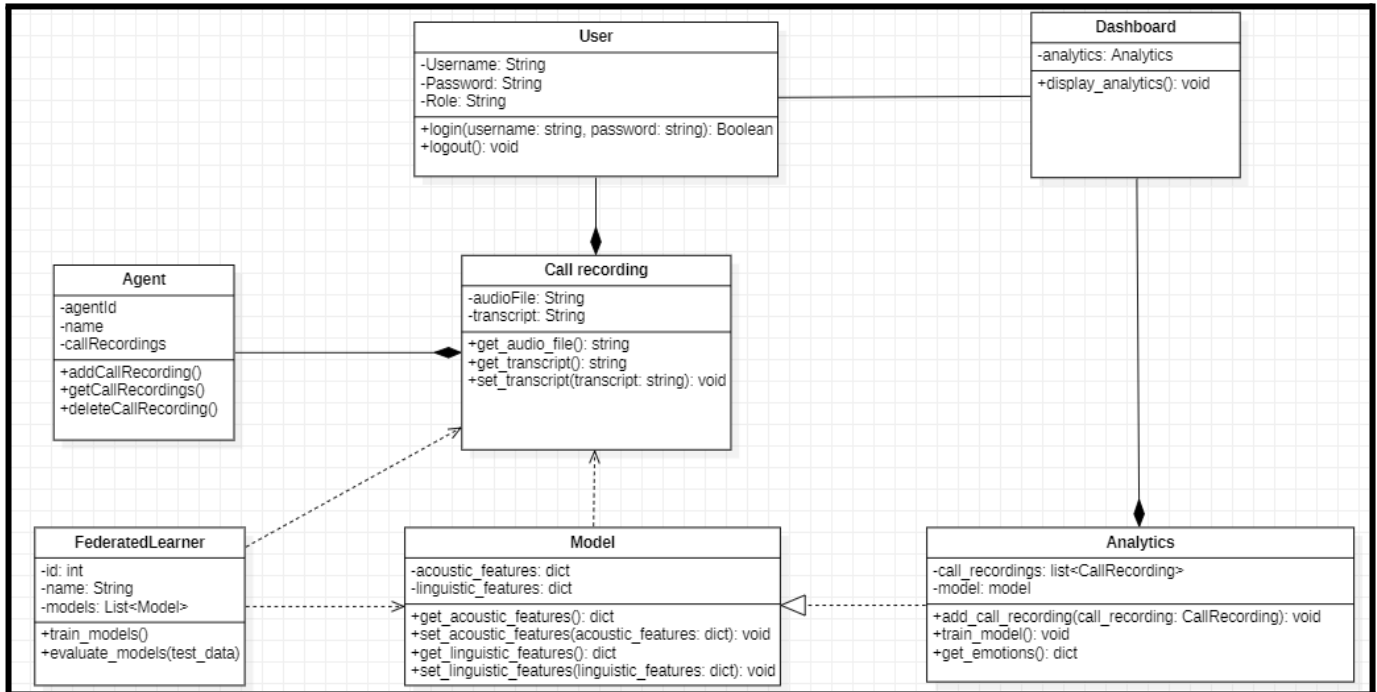 User
-Username: String
-Password: String
-Role: String
+login(username: string, password: string): Boolean
+logout(): void
Dashboard
-analytics: Analytics
+display_analytics(): void
Agent
-agentId
-name
-callRecordings
+addCallRecording()
+getCallRecordings()
+deleteCallRecording()
Call recording
-audioFile: String
-transcript: String
+get_audio_file(): string
+get_transcript(): string
+set_transcript(transcript: string): void
FederatedLearner
-id: int
-name: String
-models: List<Model>
+train_models()
+evaluate_models(test_data)
Model
-acoustic_features: dict
-linguistic_features: dict
+get_acoustic_features(): dict
+set_acoustic_features(acoustic_features: dict): void
+get_linguistic_features(): dict
+set_linguistic_features(linguistic_features: dict): void
Analytics
-call_recordings: list<CallRecording>
-model: model
+add_call_recording(call_recording: CallRecording): void
+train_model(): void
+get_emotions(): dict